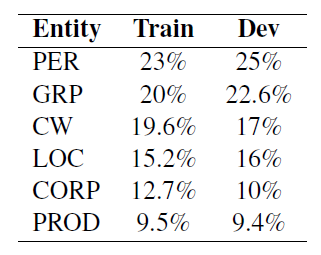 Entity Train Dev
PER 23% 25%
GRP 20% 22.6%
CW 19.6% 17%
LOC 15.2% 16%
CORP 12.7% 10%
PROD 9.5% 9.4%